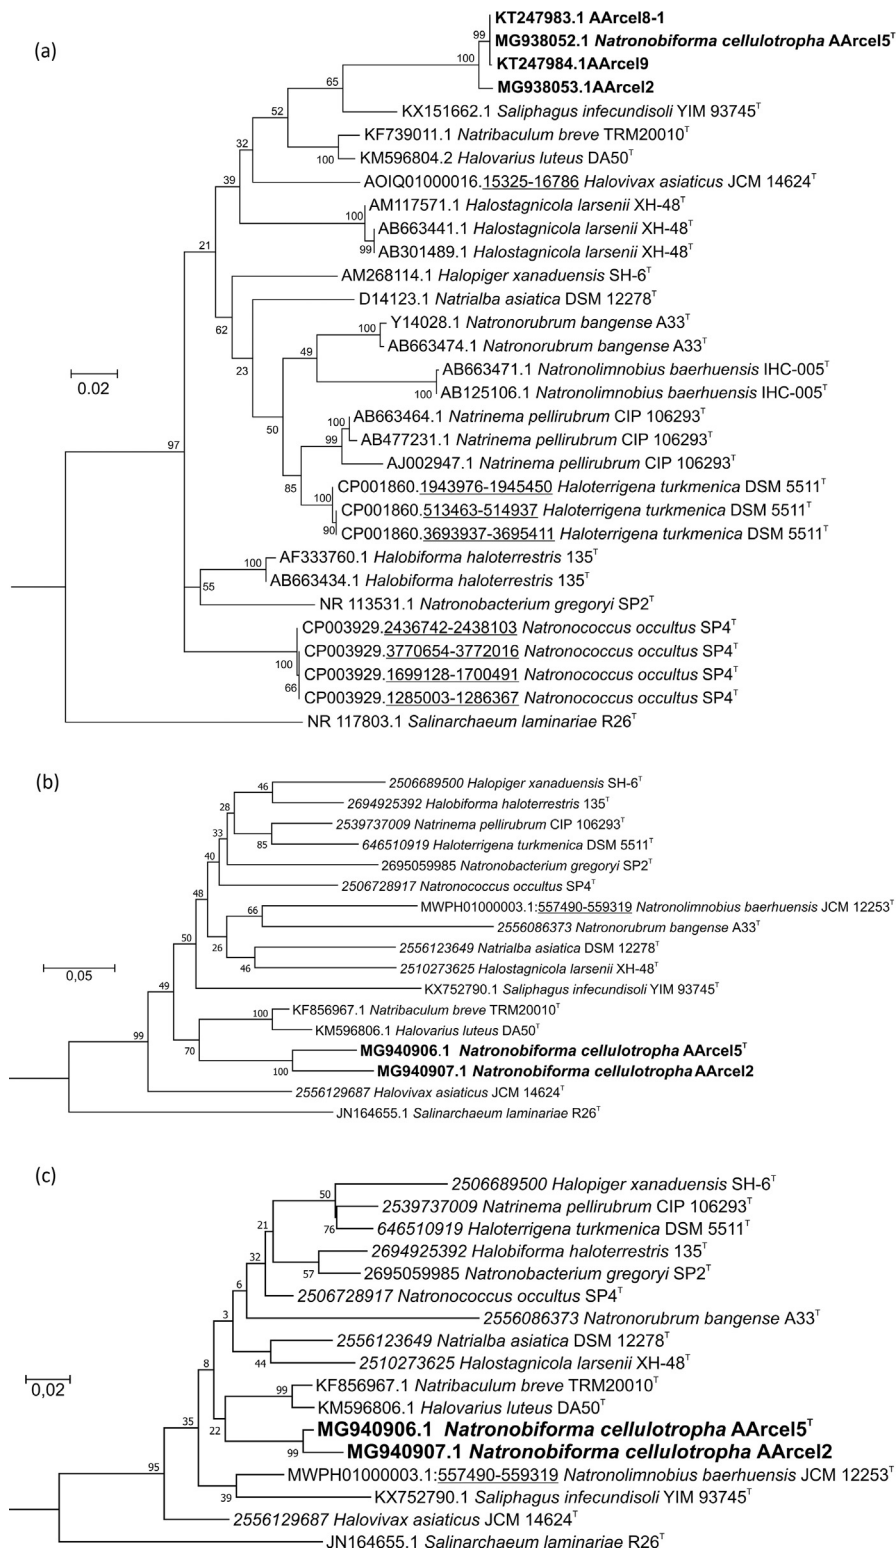 (a)
KT247983.1 AArcel8-1
99
MG938052.1 Natronobiforma cellulotropha AArcel5T
100
KT247984.1AArcel9
65
MG938053.1AArcel2
KX151662.1 Saliphagus infecundisoli YIM 93745T
52
KF739011.1 Natribaculum breve TRM20010T
100
KM596804.2 Halovarius luteus DA50T
32
AOIQ01000016.15325-16786 Halovivax asiaticus JCM 14624T
39
AM117571.1 Halostagnicola larsenii XH-48T
100
AB663441.1 Halostagnicola larsenii XH-48T
99
AB301489.1 Halostagnicola larsenii XH-48T
21
AM268114.1 Halopiger xanaduensis SH-6T
D14123.1 Natrialba asiatica DSM 12278T
62
Y14028.1 Natronorubrum bangense A33T
100
AB663474.1 Natronorubrum bangense A33T
49
23
AB663471.1 Natronolimnobius baerhuensis IHC-005T
0.02
100
AB125106.1 Natronolimnobius baerhuensis IHC-005T
AB663464.1 Natrinema pellirubrum CIP 106293T
100
50
AB477231.1 Natrinema pellirubrum CIP 106293T
99
97
AJ002947.1 Natrinema pellirubrum CIP 106293T
85
CP001860.1943976-1945450 Haloterrigena turkmenica DSM 5511T
100
CP001860.513463-514937 Haloterrigena turkmenica DSM 5511T
90
CP001860.3693937-3695411 Haloterrigena turkmenica DSM 5511T
AF333760.1 Halobiforma haloterrestris 135T
100
AB663434.1 Halobiforma haloterrestris 135T
55
NR 113531.1 Natronobacterium gregoryi SP2T
CP003929.2436742-2438103 Natronococcus occultus SP4T
CP003929.3770654-3772016 Natronococcus occultus SP4T
100
CP003929.1699128-1700491 Natronococcus occultus SP4T
66
CP003929.1285003-1286367 Natronococcus occultus SP4T
NR 117803.1 Salinarchaeum laminariae R26T
(b)
2506689500 Halopiger xanaduensis SH-6T
46
2694925392 Halobiforma haloterrestris 135T
28
2539737009 Natrinema pellirubrum CIP 106293T
33
85
646510919 Haloterrigena turkmenica DSM 5511T
40
2695059985 Natronobacterium gregoryi SP2T
2506728917 Natronococcus occultus SP4T
48
MWPH01000003.1:557490-559319 Natronolimnobius baerhuensis JCM 12253T
66
2556086373 Natronorubrum bangense A33T
50
26
2556123649 Natrialba asiatica DSM 12278T
46
2510273625 Halostagnicola larsenii XH-48T
0,05
KX752790.1 Saliphagus infecundisoli YIM 93745T
49
KF856967.1 Natribaculum breve TRM20010T
100
KM596806.1 Halovarius luteus DA50T
99
70
MG940906.1 Natronobiforma cellulotropha AArcel5T
100
MG940907.1 Natronobiforma cellulotropha AArcel2
2556129687 Halovivax asiaticus JCM 14624T
JN164655.1 Salinarchaeum laminariae R26T
(c)
2506689500 Halopiger xanaduensis SH-6T
50
2539737009 Natrinema pellirubrum CIP 106293T
76
646510919 Haloterrigena turkmenica DSM 5511T
21
2694925392 Halobiforma haloterrestris 135T
32
57
2695059985 Natronobacterium gregoryi SP2T
6
2506728917 Natronococcus occultus SP4T
3
2556086373 Natronorubrum bangense A33T
2556123649 Natrialba asiatica DSM 12278T
8
44
2510273625 Halostagnicola larsenii XH-48T
0,02
KF856967.1 Natribaculum breve TRM20010T
99
KM596806.1 Halovarius luteus DA50T
35
22
MG940906.1 Natronobiforma cellulotropha AArcel5T
99
MG940907.1 Natronobiforma cellulotropha AArcel2
95
MWPH01000003.1:557490-559319 Natronolimnobius baerhuensis JCM 12253T
39
KX752790.1 Saliphagus infecundisoli YIM 93745T
2556129687 Halovivax asiaticus JCM 14624T
JN164655.1 Salinarchaeum laminariae R26T